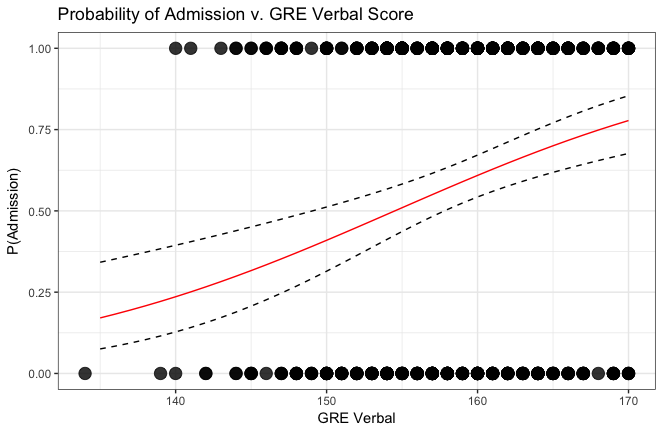 Probability of Admission v. GRE Verbal Score
1.00
0.75
0.50
0.25
0.00
P(Admission)
140 150 160 170
GRE Verbal